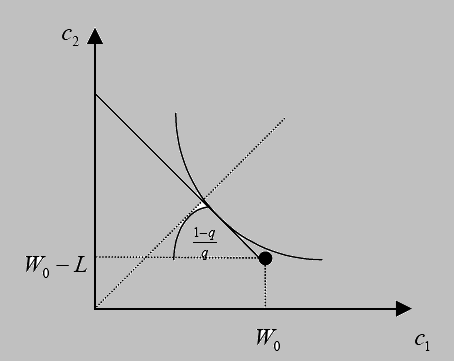 c₂
1-q
q
W₀ – L
W₀
c₁